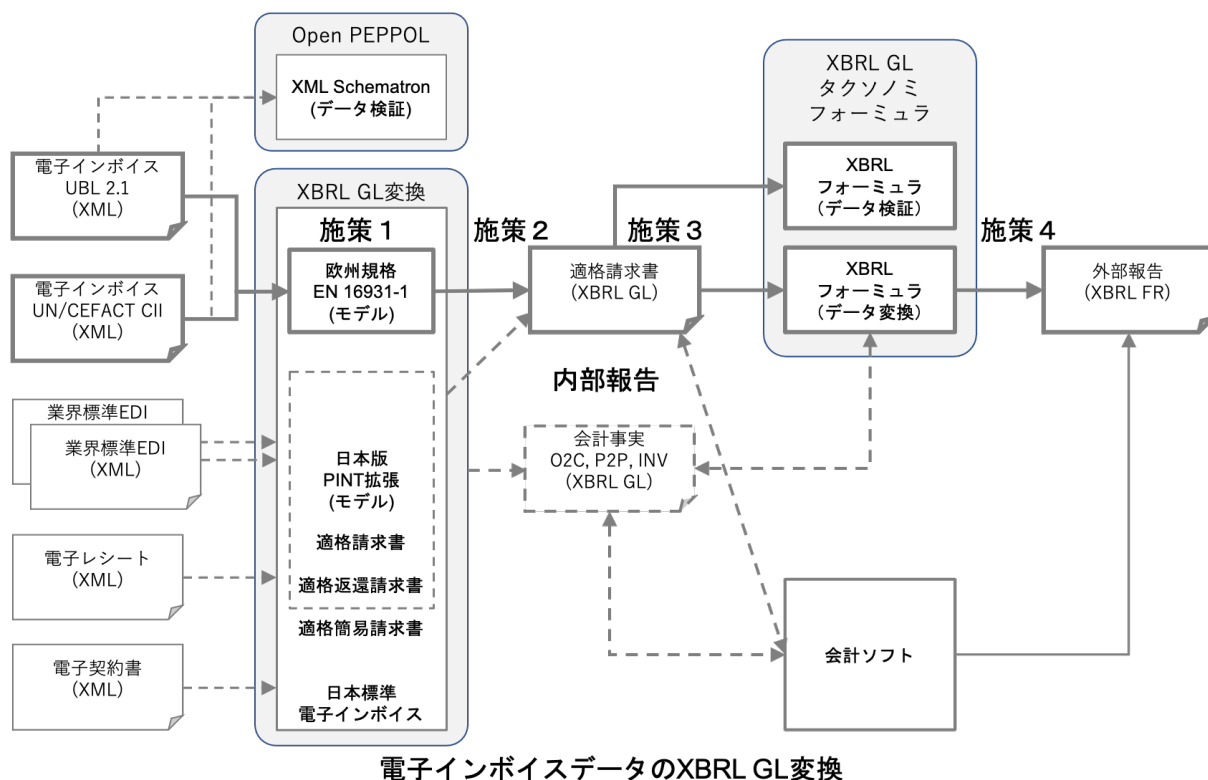 Open PEPPOL
XML Schematron
(データ検証)
XBRL GL
タクソノミ
フォーミュラ
電子インボイス
UBL 2.1
(XML)
電子インボイス
UN/CEFACT CII
(XML)
業界標準EDI
業界標準EDI
(XML)
電子レシート
(XML)
電子契約書
(XML)
XBRL GL変換
施策1
欧州規格
EN 16931-1
(モデル)
日本版
PINT拡張
(モデル)
適格請求書
適格返還請求書
適格簡易請求書
日本標準
電子インボイス
施策2
適格請求書
(XBRL GL)
施策3
内部報告
会計事実
O2C, P2P, INV
(XBRL GL)
XBRL
フォーミュラ
(データ検証)
XBRL
フォーミュラ
(データ変換)
施策4
外部報告
(XBRL FR)
会計ソフト
電子インボイスデータのXBRL GL変換